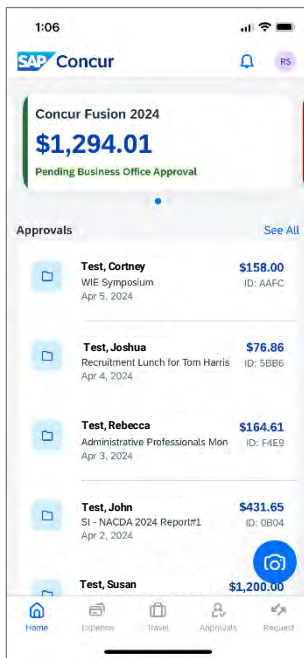 1:06
SAP Concur
RS
Concur Fusion 2024
$1,294.01
Pending Business Office Approval
Approvals See All
Test, Cortney $158.00
WIE Symposium ID: AAFC
Apr 5, 2024
Test, Joshua $76.86
Recruitment Lunch for Tom Harris ID: 5BB6
Apr 4, 2024
Test, Rebecca $164.61
Administrative Professionals Mon ID: F4E9
Apr 3, 2024
Test, John $431.65
SI - NACDA 2024 Report#1 ID: 0B04
Apr 2, 2024
Test, Susan $1,200.00
Home Expense Travel Approvals Request